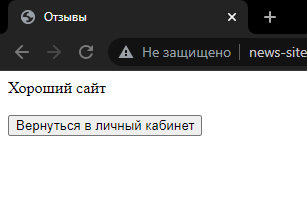 Отзывы
Не защищено news-site
Хороший сайт
Вернуться в личный кабинет